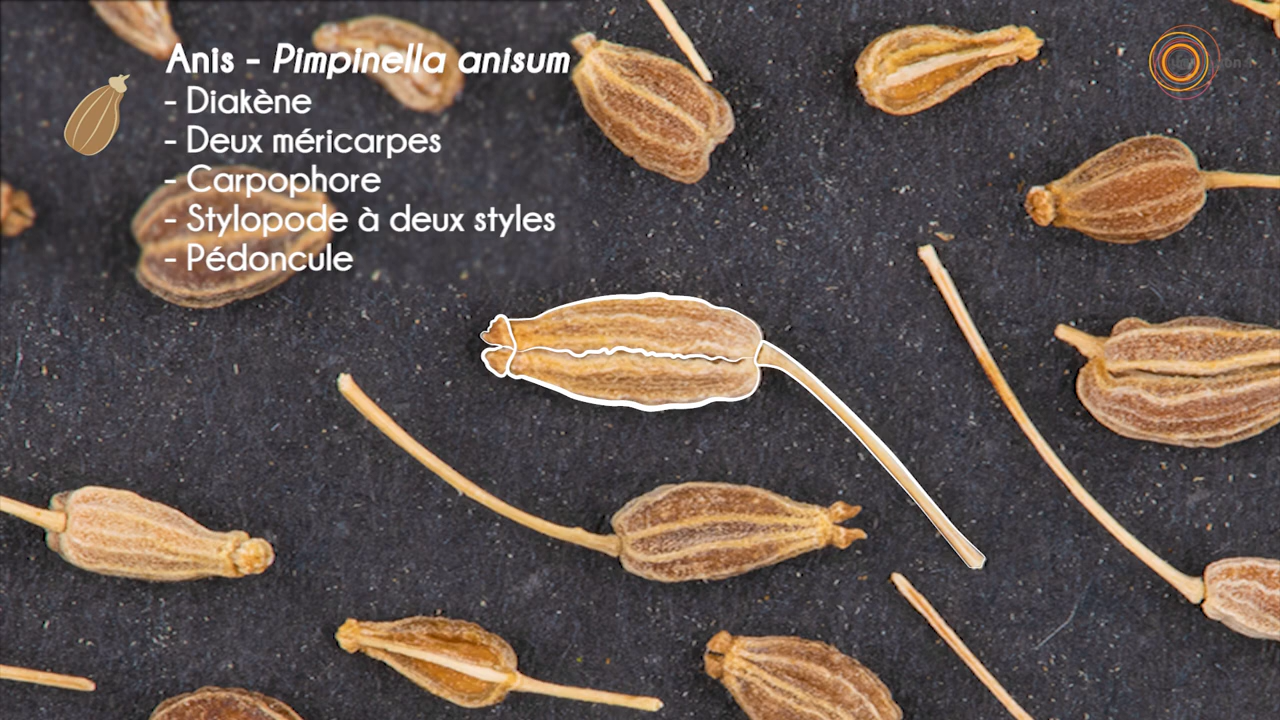 Anis - Pimpinella anisum
- Diakène
- Deux méricarpes
- Carpophore
- Stylopode à deux styles
- Pédoncule